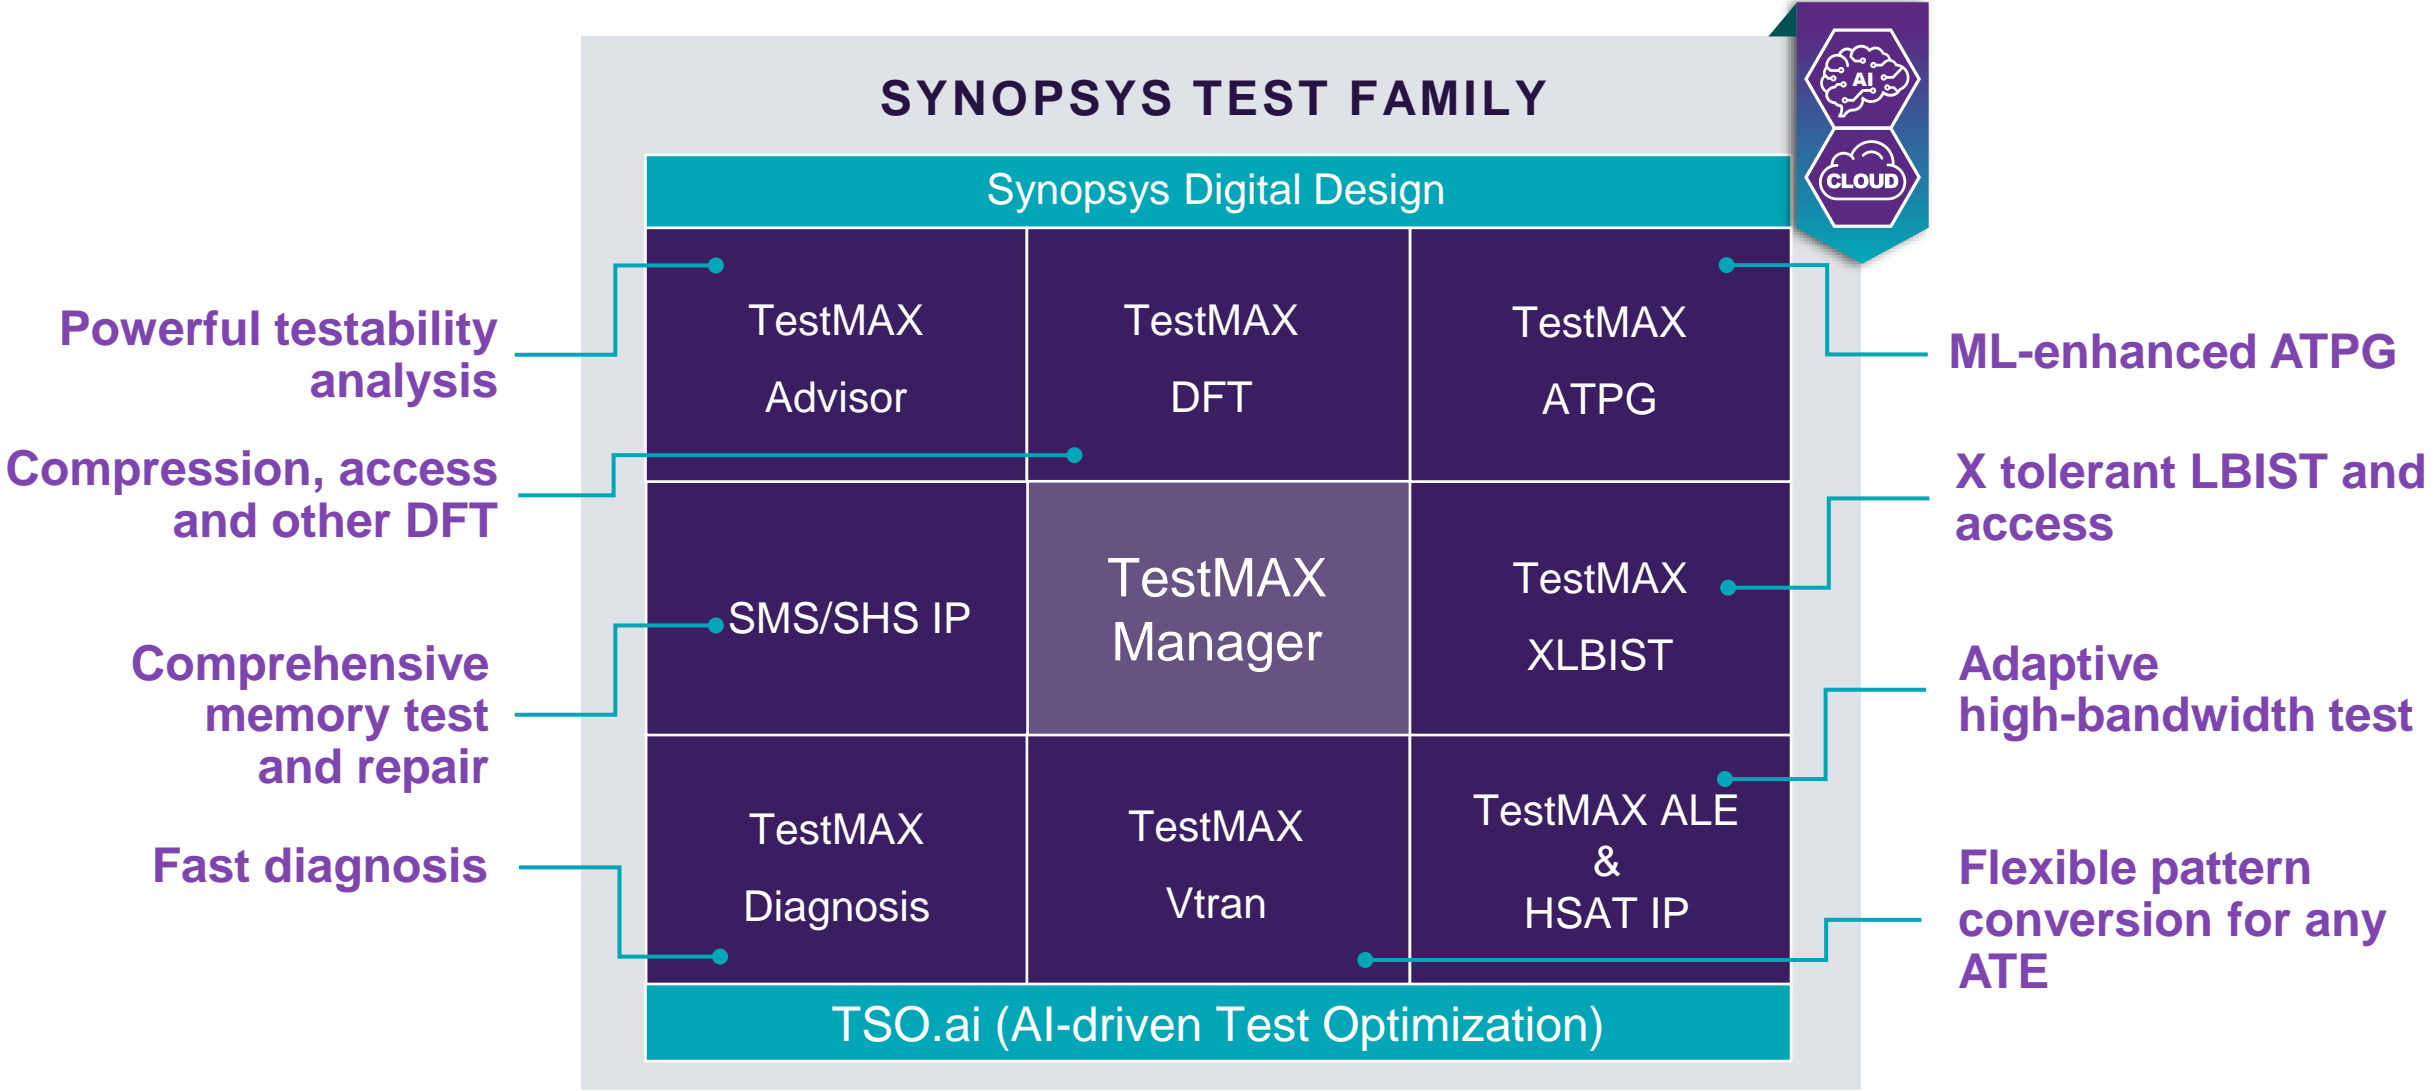 SYNOPSYS TEST FAMILY
AI
CLOUD
Synopsys Digital Design
Powerful testability
analysis
Compression, access
and other DFT
Comprehensive
memory test
and repair
Fast diagnosis
TestMAX
Advisor
TestMAX
DFT
TestMAX
ATPG
SMS/SHS IP
TestMAX
Manager
TestMAX
XLBIST
TestMAX
Diagnosis
TestMAX
Vtran
TestMAX ALE
&
HSAT IP
TSO.ai (AI-driven Test Optimization)
ML-enhanced ATPG
X tolerant LBIST and
access
Adaptive
high-bandwidth test
Flexible pattern
conversion for any
ATE